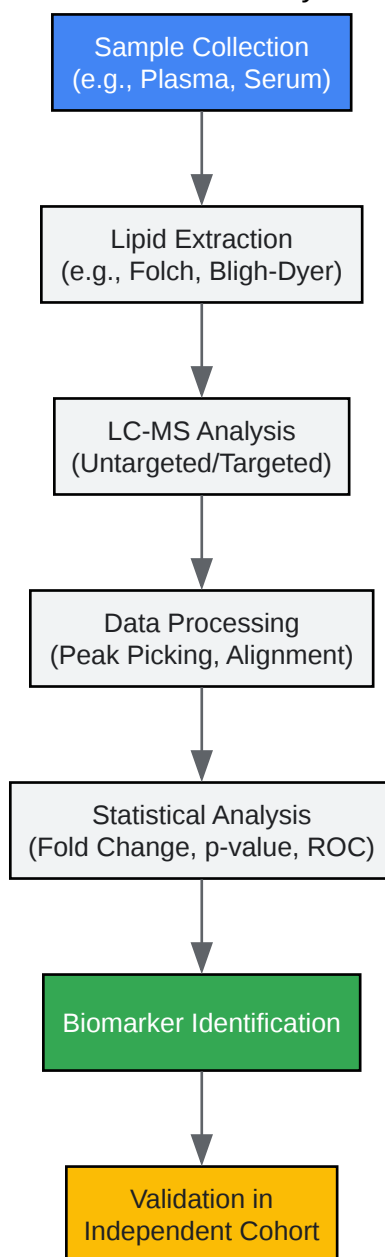 Sample Collection
(e.g., Plasma, Serum)
Lipid Extraction
(e.g., Folch, Bligh-Dyer)
LC-MS Analysis
(Untargeted/Targeted)
Data Processing
(Peak Picking, Alignment)
Statistical Analysis
(Fold Change, p-value, ROC)
Biomarker Identification
Validation in
Independent Cohort